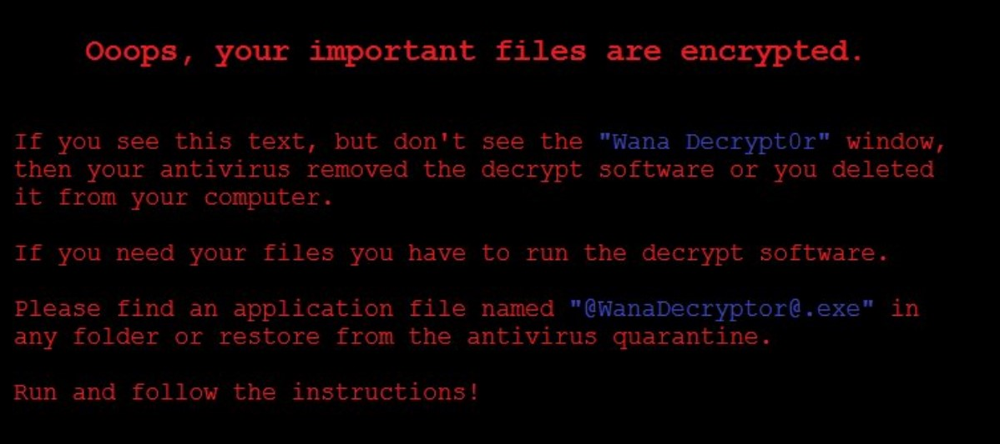 Ooops, your important files are encrypted.
If you see this text, but don't see the "Wana Decrypt0r" window,
then your antivirus removed the decrypt software or you deleted
it from your computer.
If you need your files you have to run the decrypt software.
Please find an application file named "@WanaDecryptor@.exe" in
any folder or restore from the antivirus quarantine.
Run and follow the instructions!